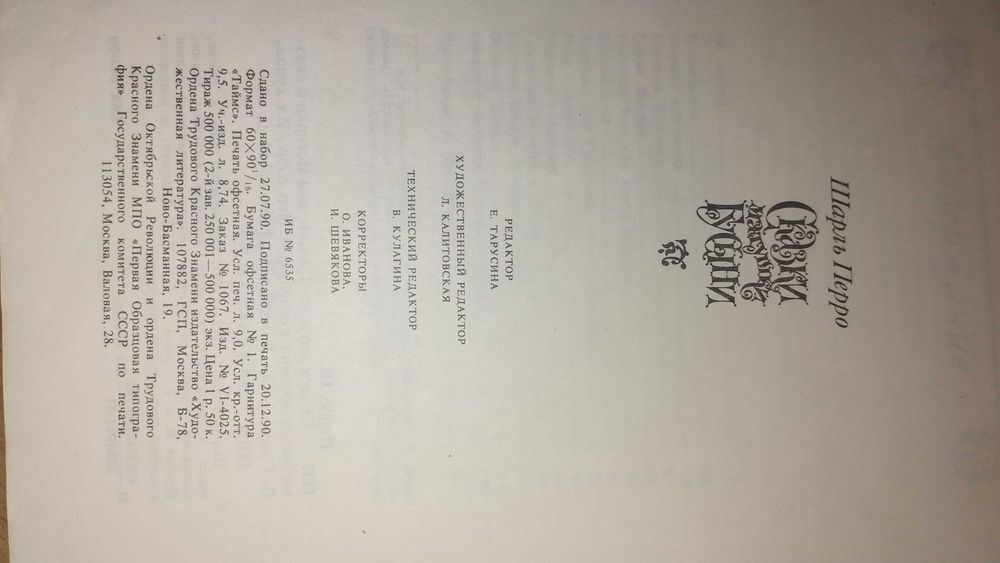 Шарль Перро
Сказки
матушки
Гусыни
РЕДАКТОР
Е. ТАРУСИНА
ХУДОЖЕСТВЕННЫЙ РЕДАКТОР
Л. КАЛИТОВСКАЯ
ТЕХНИЧЕСКИЙ РЕДАКТОР
В. КУЛАГИНА
КОРРЕКТОРЫ
О. ИВАНОВА,
И. ШЕВЯКОВА
ИБ № 6535
Сдано в набор 27.07.90. Подписано в печать 20.12.90.
Формат 60×90¹/₁₆. Бумага офсетная № 1. Гарнитура
«Таймс». Печать офсетная. Усл. печ. л. 9,0. Усл. кр.-отт.
9,5. Уч.-изд. л. 8,74. Заказ № 1067. Изд. № VI-4025.
Тираж 500 000 (2-й зав. 250 001—500 000) экз. Цена 1 р. 50 к.
Ордена Трудового Красного Знамени издательство «Худо-
жественная литература». 107882, ГСП, Москва, Б-78,
Ново-Басманная, 19.
Ордена Октябрьской Революции и ордена Трудового
Красного Знамени МПО «Первая Образцовая типогра-
фия» Государственного комитета СССР по печати.
113054, Москва, Валовая, 28.